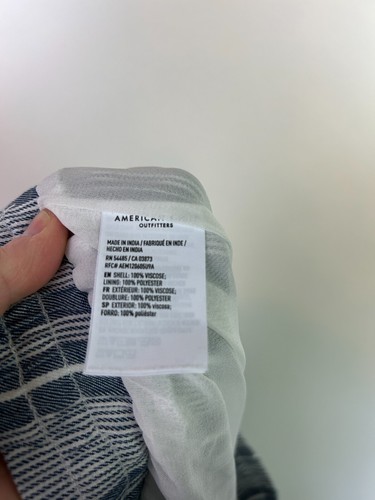 AMERICAN
OUTFITTERS
MADE IN INDIA / FABRIQUÉ EN INDE /
HECHO EN INDIA
RN 54485 / CA 03873
EN SHELL: 100% VISCOSE;
LINING: 100% POLYESTER
FR EXTÉRIEUR: 100% VISCOSE;
DOUBLURE: 100% POLYESTER
SP EXTERIOR: 100% viscosa;
FORRO: 100% poliéster